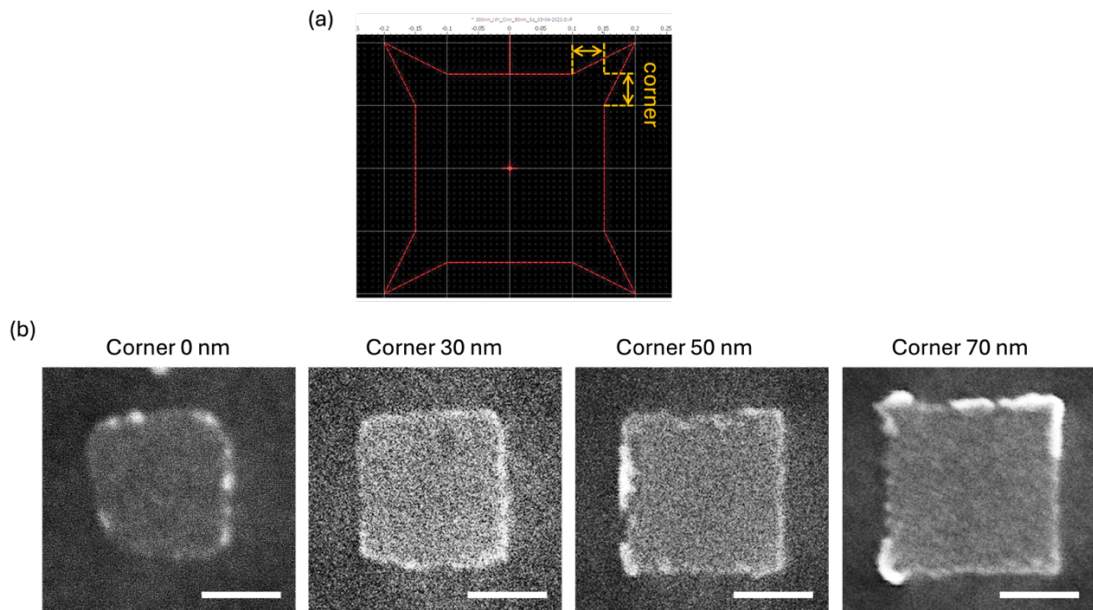 (a)
-0.2 -0.15 -0.1 -0.05 0 0.05 0.1 0.15 0.2 0.25
corner
(b)
Corner 0 nm Corner 30 nm Corner 50 nm Corner 70 nm